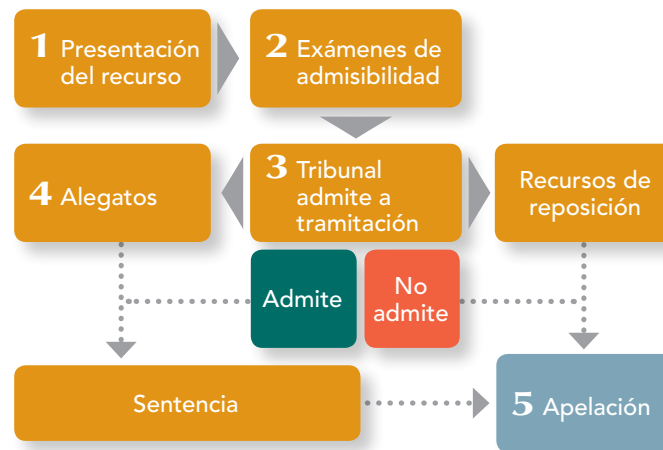 1 Presentación
del recurso
2 Exámenes de
admisibilidad
3 Tribunal
admite a
tramitación
4 Alegatos
Recursos de
reposición
Admite
No
admite
Sentencia
5 Apelación